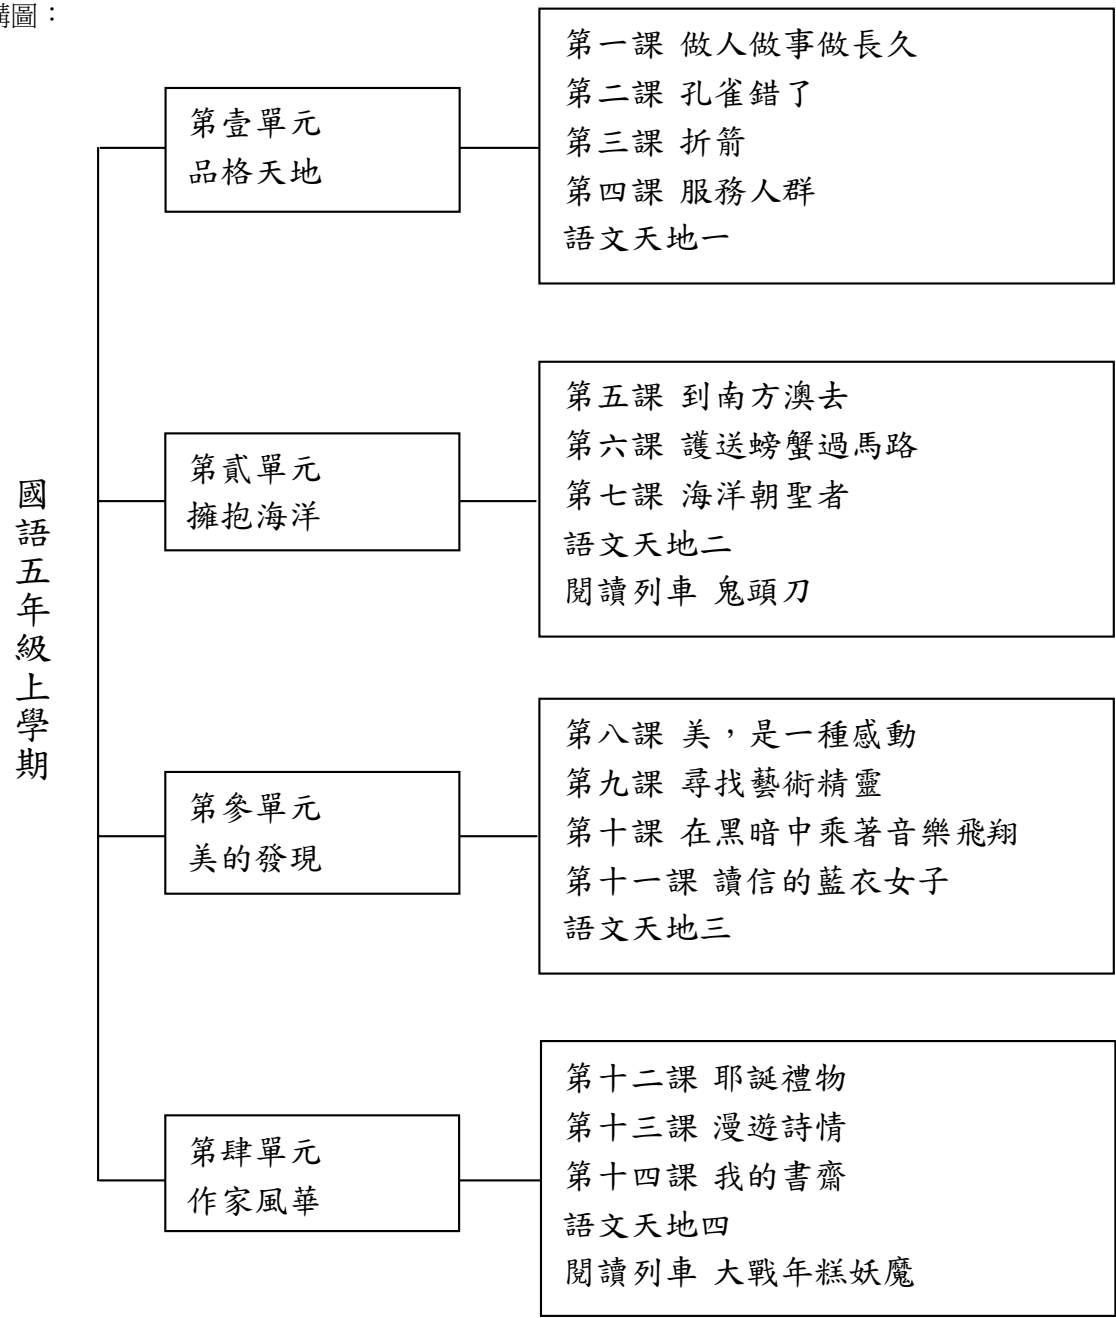 構圖：
國語五年級上學期
第壹單元
品格天地
第一課 做人做事做長久
第二課 孔雀錯了
第三課 折箭
第四課 服務人群
語文天地一
第貳單元
擁抱海洋
第五課 到南方澳去
第六課 護送螃蟹過馬路
第七課 海洋朝聖者
語文天地二
閱讀列車 鬼頭刀
第參單元
美的發現
第八課 美，是一種感動
第九課 尋找藝術精靈
第十課 在黑暗中乘著音樂飛翔
第十一課 讀信的藍衣女子
語文天地三
第肆單元
作家風華
第十二課 耶誕禮物
第十三課 漫遊詩情
第十四課 我的書齋
語文天地四
閱讀列車 大戰年糕妖魔